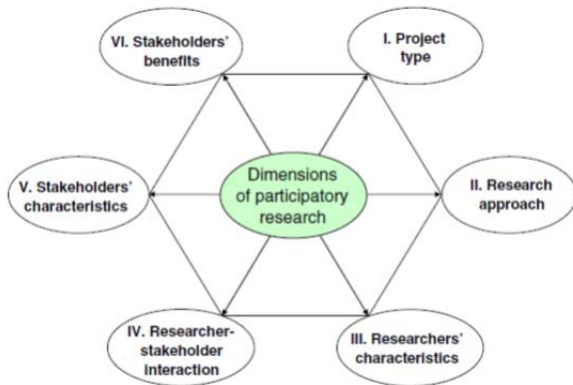 VI. Stakeholders'
benefits
I. Project
type
V. Stakeholders'
characteristics
Dimensions
of participatory
research
II. Research
approach
IV. Researcher-
stakeholder
interaction
III. Researchers'
characteristics